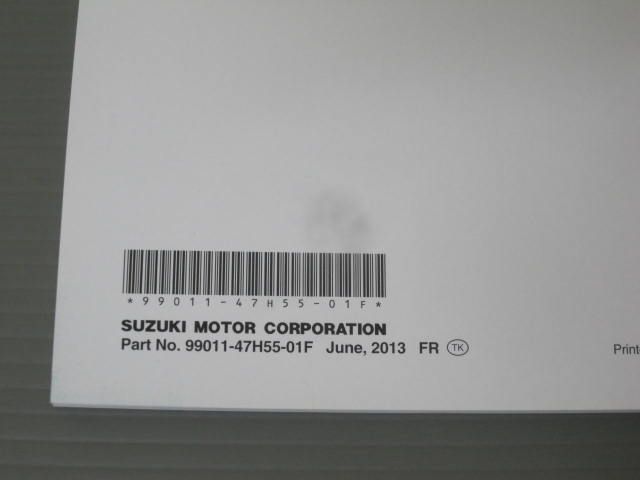 *99011-47H55-01F*
SUZUKI MOTOR CORPORATION
Part No. 99011-47H55-01F June, 2013 FR TK
Print